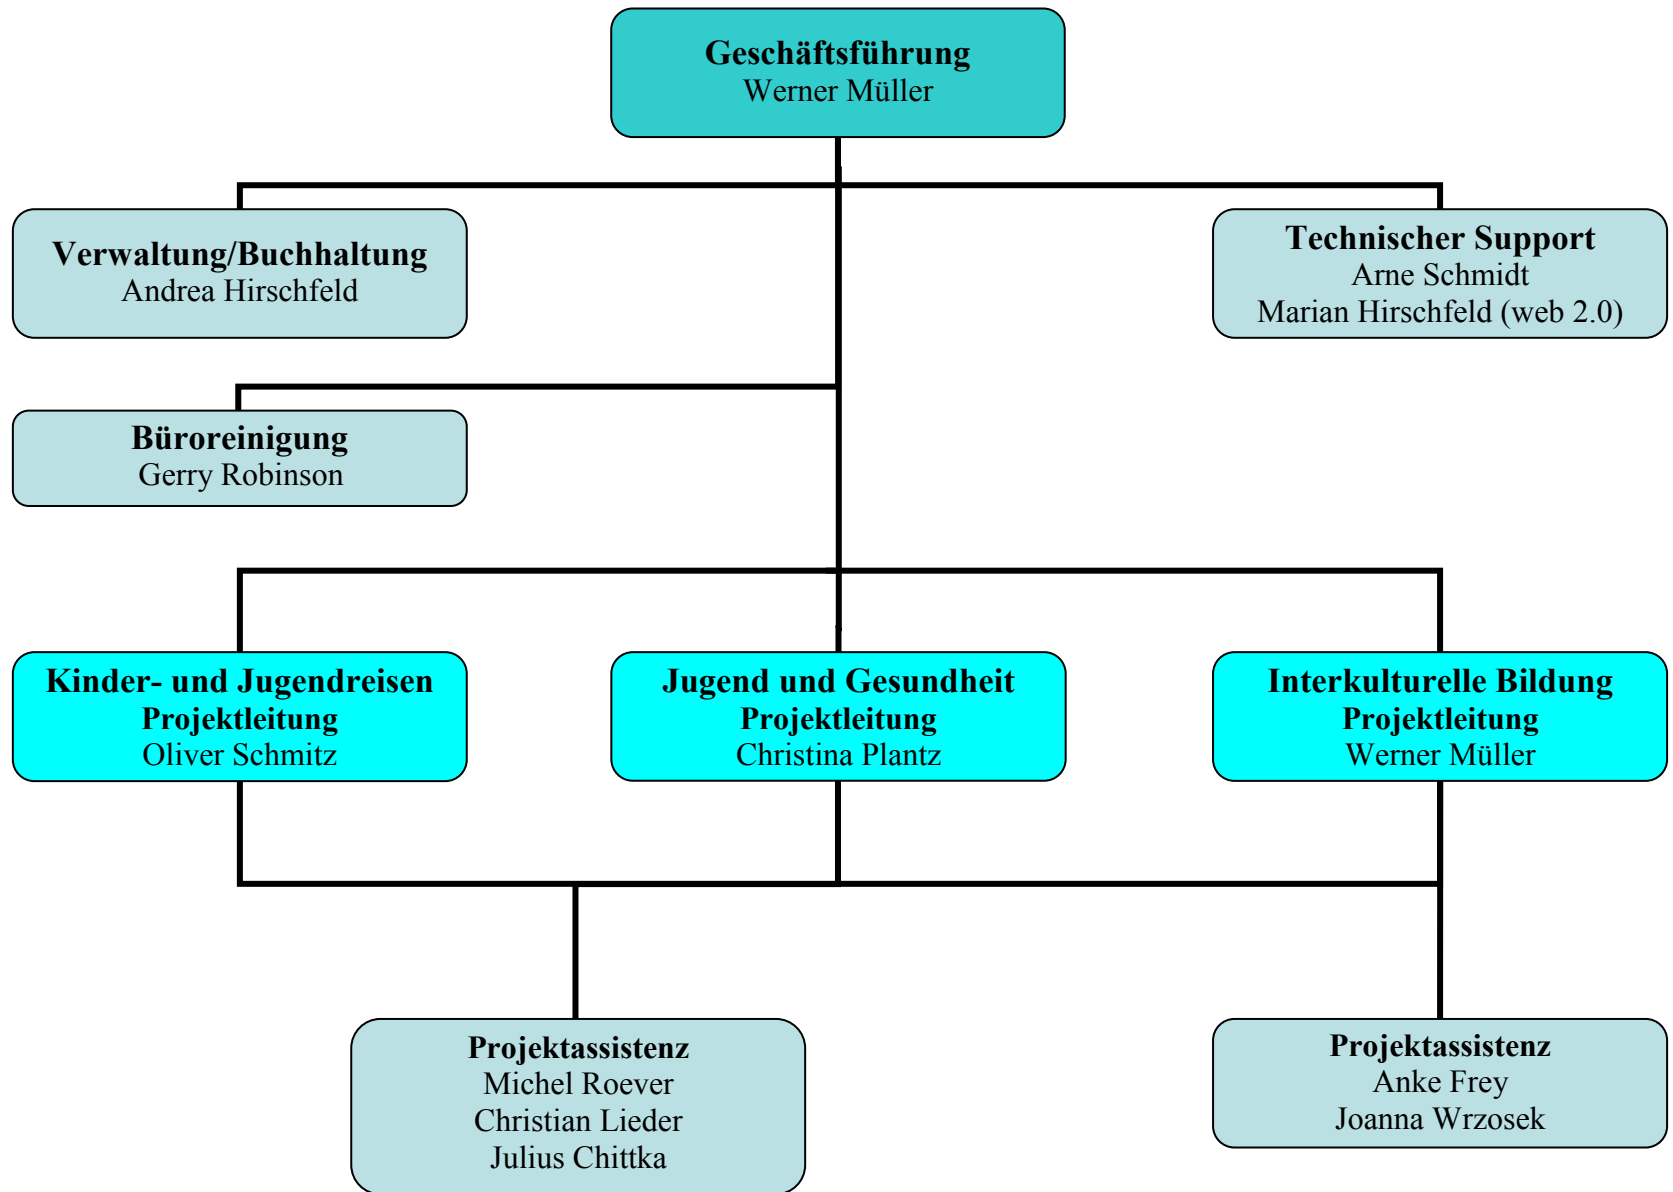 Geschäftsführung
Werner Müller
Verwaltung/Buchhaltung
Andrea Hirschfeld
Technischer Support
Arne Schmidt
Marian Hirschfeld (web 2.0)
Büroreinigung
Gerry Robinson
Kinder- und Jugendreisen
Projektleitung
Oliver Schmitz
Jugend und Gesundheit
Projektleitung
Christina Plantz
Interkulturelle Bildung
Projektleitung
Werner Müller
Projektassistenz
Michel Roever
Christian Lieder
Julius Chittka
Projektassistenz
Anke Frey
Joanna Wrzosek